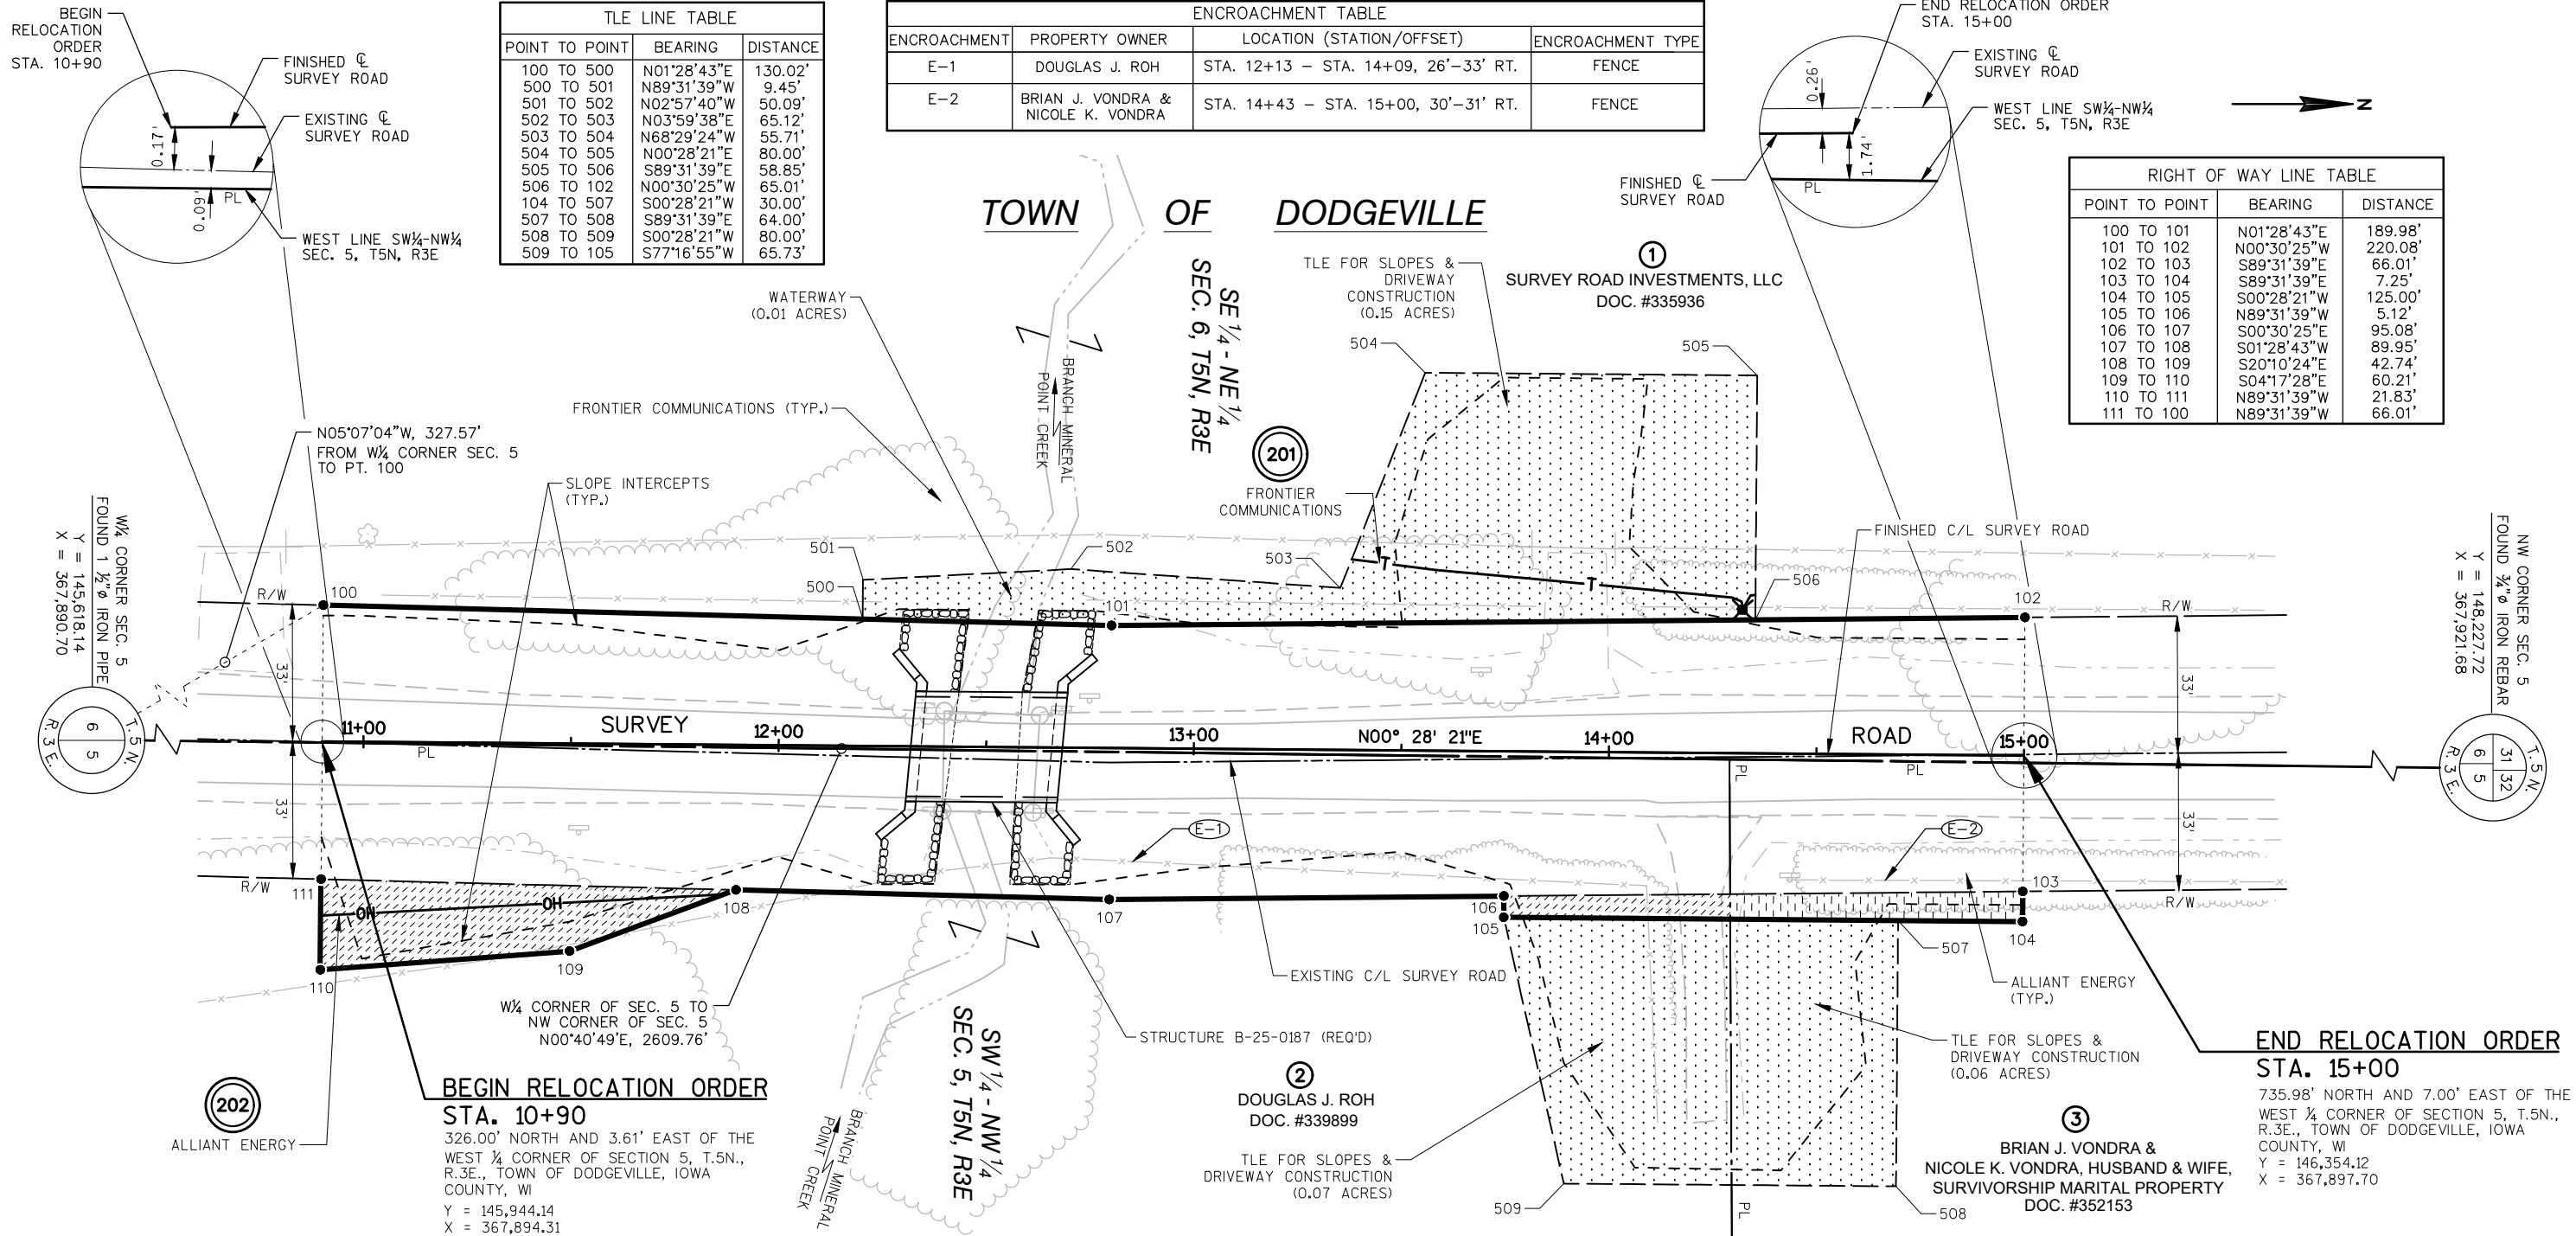 BEGIN
RELOCATION
ORDER
STA. 10+90
FINISHED ℄
SURVEY ROAD
EXISTING ℄
SURVEY ROAD
0.17'
0.09'
PL
WEST LINE SW¼-NW¼
SEC. 5, T5N, R3E
TLE LINE TABLE
POINT TO POINT BEARING DISTANCE
100 TO 500 N01°28'43"E 130.02'
500 TO 501 N89°31'39"W 9.45'
501 TO 502 N02°57'40"W 50.09'
502 TO 503 N03°59'38"E 65.12'
503 TO 504 N68°29'24"W 55.71'
504 TO 505 N00°28'21"E 80.00'
505 TO 506 S89°31'39"E 58.85'
506 TO 102 N00°30'25"W 65.01'
104 TO 507 S00°28'21"W 30.00'
507 TO 508 S89°31'39"E 64.00'
508 TO 509 S00°28'21"W 80.00'
509 TO 105 S77°16'55"W 65.73'
ENCROACHMENT TABLE
ENCROACHMENT PROPERTY OWNER LOCATION (STATION/OFFSET) ENCROACHMENT TYPE
E-1 DOUGLAS J. ROH STA. 12+13 – STA. 14+09, 26'-33' RT. FENCE
E-2 BRIAN J. VONDRA &
NICOLE K. VONDRA STA. 14+43 – STA. 15+00, 30'-31' RT. FENCE
END RELOCATION ORDER
STA. 15+00
EXISTING ℄
SURVEY ROAD
0.26'
1.74'
WEST LINE SW¼-NW¼
SEC. 5, T5N, R3E
FINISHED ℄
SURVEY ROAD
PL
N
RIGHT OF WAY LINE TABLE
POINT TO POINT BEARING DISTANCE
100 TO 101 N01°28'43"E 189.98'
101 TO 102 N00°30'25"W 220.08'
102 TO 103 S89°31'39"E 66.01'
103 TO 104 S89°31'39"E 7.25'
104 TO 105 S00°28'21"W 125.00'
105 TO 106 N89°31'39"W 5.12'
106 TO 107 S00°30'25"E 95.08'
107 TO 108 S01°28'43"W 89.95'
108 TO 109 S20°10'24"E 42.74'
109 TO 110 S04°17'28"E 60.21'
110 TO 111 N89°31'39"W 21.83'
111 TO 100 N89°31'39"W 66.01'
TOWN OF DODGEVILLE
1
SURVEY ROAD INVESTMENTS, LLC
DOC. #335936
TLE FOR SLOPES &
DRIVEWAY
CONSTRUCTION
(0.15 ACRES)
SE ¼ - NE ¼
SEC. 6, T5N, R3E
WATERWAY
(0.01 ACRES)
BRANCH MINERAL
POINT CREEK
504
505
FRONTIER COMMUNICATIONS (TYP.)
201
FRONTIER
COMMUNICATIONS
N05°07'04"W, 327.57'
FROM W¼ CORNER SEC. 5
TO PT. 100
SLOPE INTERCEPTS
(TYP.)
W¼ CORNER SEC. 5
FOUND 1 ½"ø IRON PIPE
Y = 145,618.14
X = 367,890.70
NW CORNER SEC. 5
FOUND ¾"ø IRON REBAR
Y = 148,227.72
X = 367,921.68
FINISHED C/L SURVEY ROAD
501
502
503
500
506
T
T
R/W
100
101
102
R/W
33'
33'
T. 5 N.
6 5
R. 3 E.
11+00
SURVEY
12+00
13+00
N00° 28' 21"E
14+00
ROAD
15+00
PL
PL
PL
T. 5 N.
31 32
6 5
R. 3 E.
33'
33'
E-1
E-2
R/W
111
OH
OH
108
107
106
105
103
104
R/W
507
110
109
EXISTING C/L SURVEY ROAD
ALLIANT ENERGY
(TYP.)
W¼ CORNER OF SEC. 5 TO
NW CORNER OF SEC. 5
N00°40'49"E, 2609.76'
STRUCTURE B-25-0187 (REQ'D)
SW ¼ - NW ¼
SEC. 5, T5N, R3E
BRANCH MINERAL
POINT CREEK
202
ALLIANT ENERGY
BEGIN RELOCATION ORDER
STA. 10+90
326.00' NORTH AND 3.61' EAST OF THE
WEST ¼ CORNER OF SECTION 5, T.5N.,
R.3E., TOWN OF DODGEVILLE, IOWA
COUNTY, WI
Y = 145,944.14
X = 367,894.31
2
DOUGLAS J. ROH
DOC. #339899
TLE FOR SLOPES &
DRIVEWAY CONSTRUCTION
(0.07 ACRES)
509
508
PL
TLE FOR SLOPES &
DRIVEWAY CONSTRUCTION
(0.06 ACRES)
3
BRIAN J. VONDRA &
NICOLE K. VONDRA, HUSBAND & WIFE,
SURVIVORSHIP MARITAL PROPERTY
DOC. #352153
END RELOCATION ORDER
STA. 15+00
735.98' NORTH AND 7.00' EAST OF THE
WEST ¼ CORNER OF SECTION 5, T.5N.,
R.3E., TOWN OF DODGEVILLE, IOWA
COUNTY, WI
Y = 146,354.12
X = 367,897.70